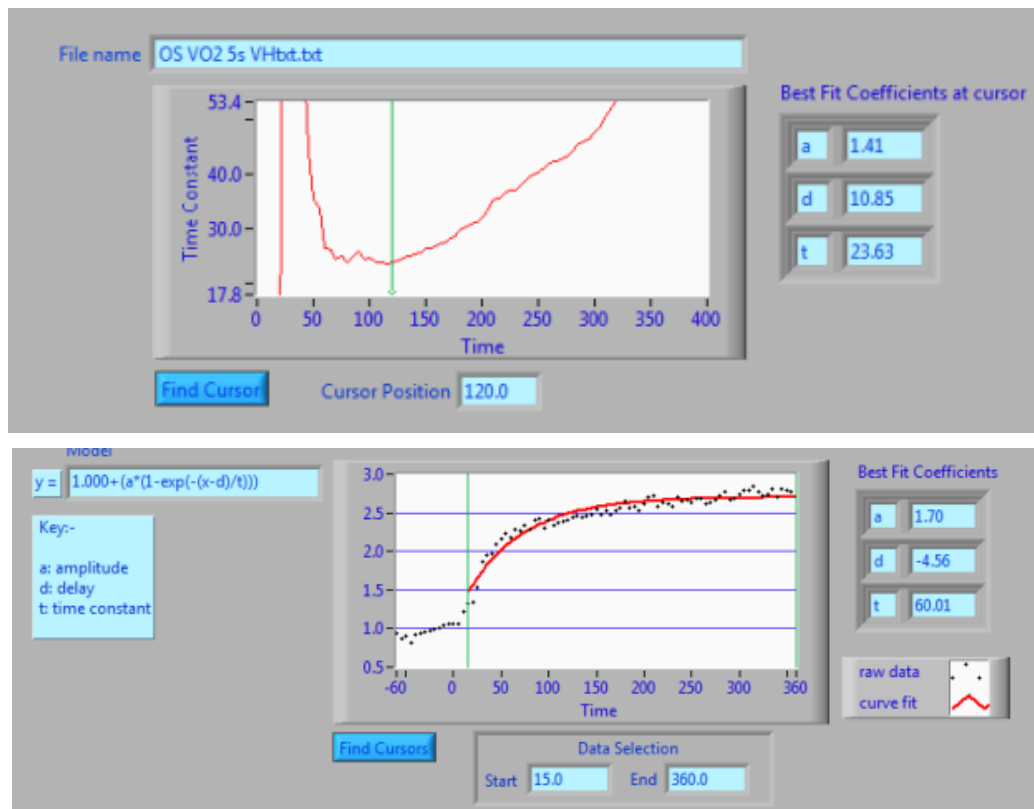 File name OS VO2 5s VHtxt.txt
Best Fit Coefficients at cursor
a 1.41
d 10.85
t 23.63
Time Constant
53.4
40.0
30.0
17.8
0 50 100 150 200 250 300 350 400
Time
Find Cursor Cursor Position 120.0
Model
y = 1.000+(a*(1-exp(-(x-d)/t)))
Key:-
a: amplitude
d: delay
t: time constant
3.0
2.5
2.0
1.5
1.0
0.5
-60 0 50 100 150 200 250 300 360
Time
Best Fit Coefficients
a 1.70
d -4.56
t 60.01
raw data
curve fit
Find Cursors
Data Selection
Start 15.0 End 360.0